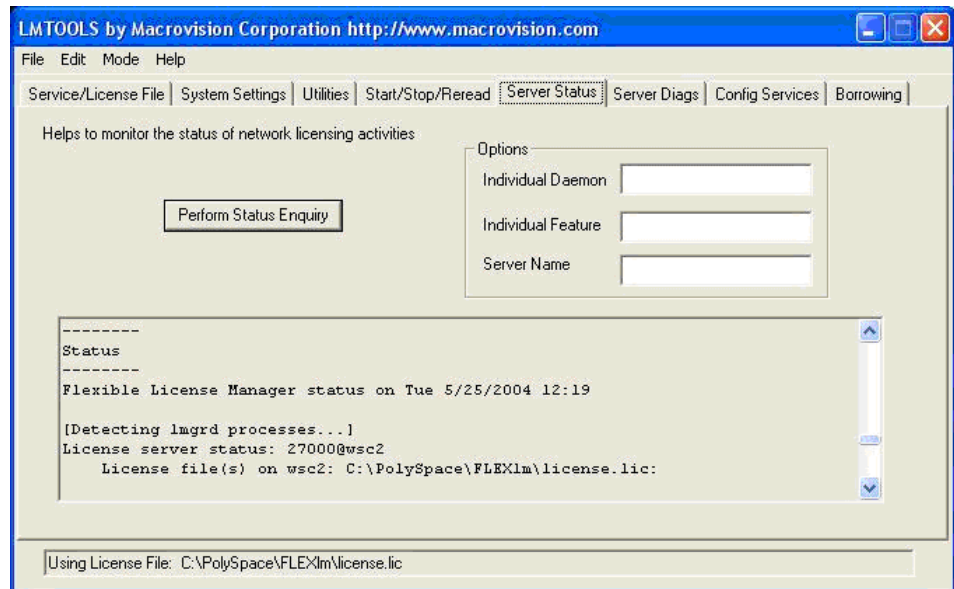 LMTOOLS by Macrovision Corporation http://www.macrovision.com
File Edit Mode Help
Service/License File System Settings Utilities Start/Stop/Reread Server Status Server Diags Config Services Borrowing
Helps to monitor the status of network licensing activities
Options
Individual Daemon
Perform Status Enquiry
Individual Feature
Server Name
--------
Status
--------
Flexible License Manager status on Tue 5/25/2004 12:19
[Detecting lmgrd processes...]
License server status: 27000@wsc2
License file(s) on wsc2: C:\PolySpace\FLEXlm\license.lic:
Using License File: C:\PolySpace\FLEXlm\license.lic